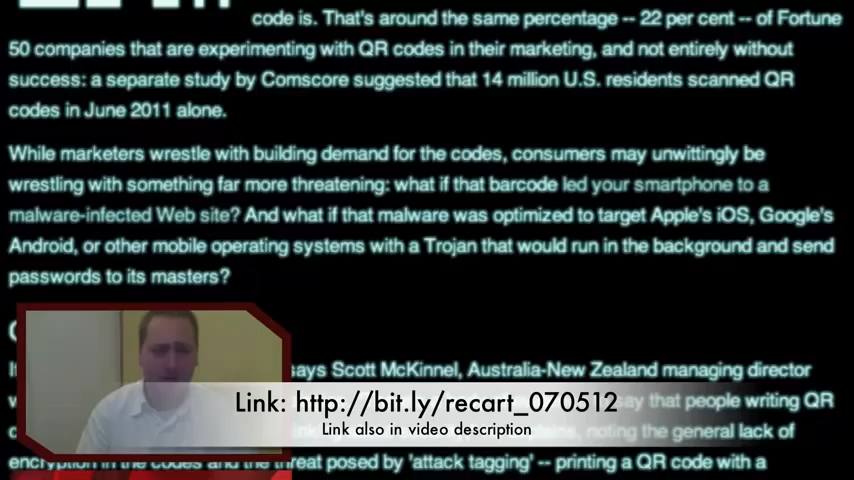 code is. That's around the same percentage -- 22 per cent -- of Fortune
50 companies that are experimenting with QR codes in their marketing, and not entirely without
success: a separate study by Comscore suggested that 14 million U.S. residents scanned QR
codes in June 2011 alone.
While marketers wrestle with building demand for the codes, consumers may unwittingly be
wrestling with something far more threatening: what if that barcode led your smartphone to a
malware-infected Web site? And what if that malware was optimized to target Apple's iOS, Google's
Android, or other mobile operating systems with a Trojan that would run in the background and send
passwords to its masters?
says Scott McKinnel, Australia-New Zealand managing director
say that people writing QR
Link: http://bit.ly/recart_070512
noting the general lack of
Link also in video description
encryption in the codes and the threat posed by 'attack tagging' -- printing a QR code with a